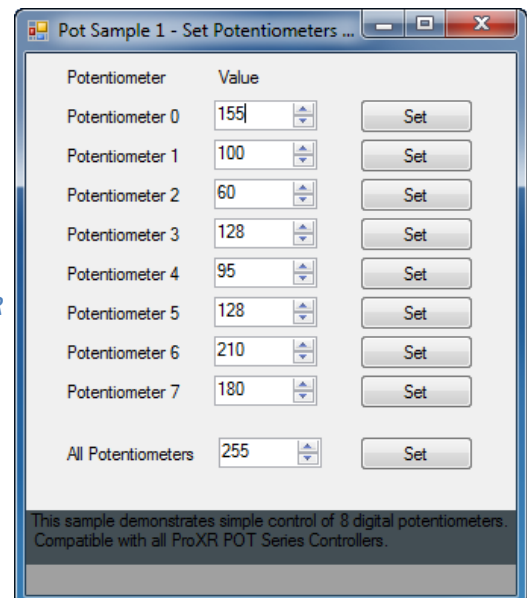 Pot Sample 1 - Set Potentiometers ...
Potentiometer Value
Potentiometer 0 155 Set
Potentiometer 1 100 Set
Potentiometer 2 60 Set
Potentiometer 3 128 Set
Potentiometer 4 95 Set
Potentiometer 5 128 Set
Potentiometer 6 210 Set
Potentiometer 7 180 Set
All Potentiometers 255 Set
This sample demonstrates simple control of 8 digital potentiometers.
Compatible with all ProXR POT Series Controllers.